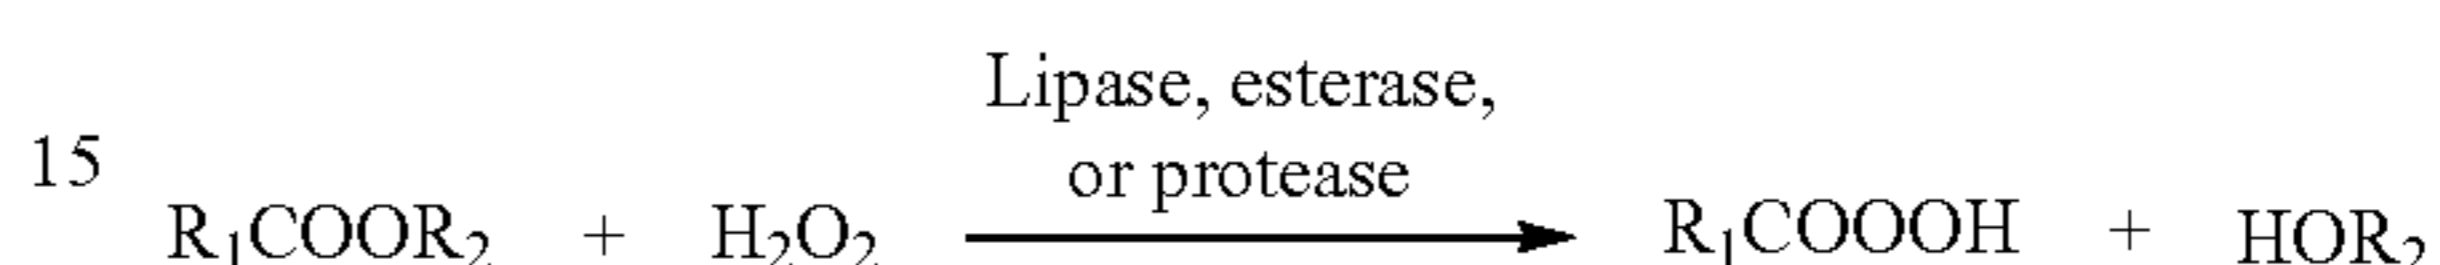 Lipase, esterase,
15 or protease
R₁COOR₂ + H₂O₂ R₁COOOH + HOR₂